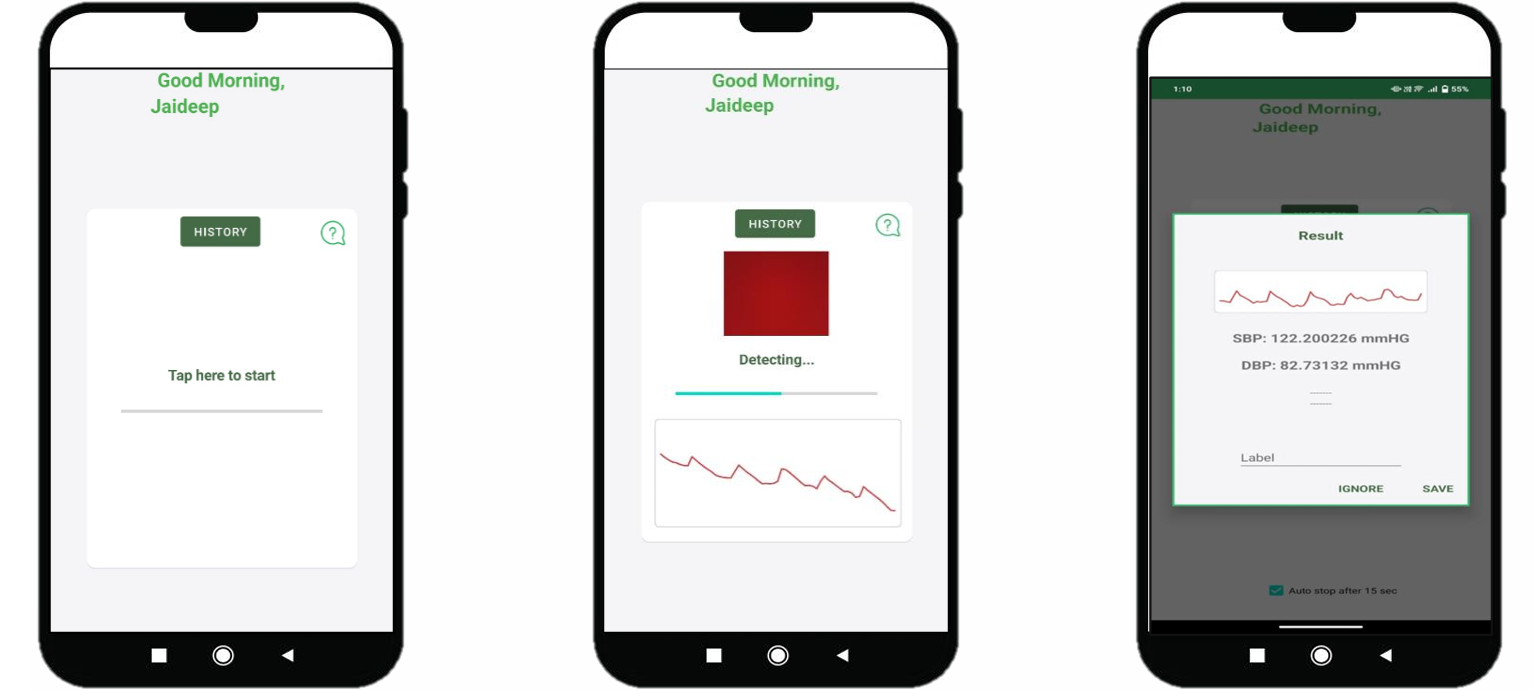 Good Morning,
Jaideep
HISTORY
?
Tap here to start
Good Morning,
Jaideep
HISTORY
?
Detecting...
1:10
55%
Good Morning,
Jaideep
Result
SBP: 122.200226 mmHG
DBP: 82.73132 mmHG
Label
IGNORE SAVE
Auto stop after 15 sec